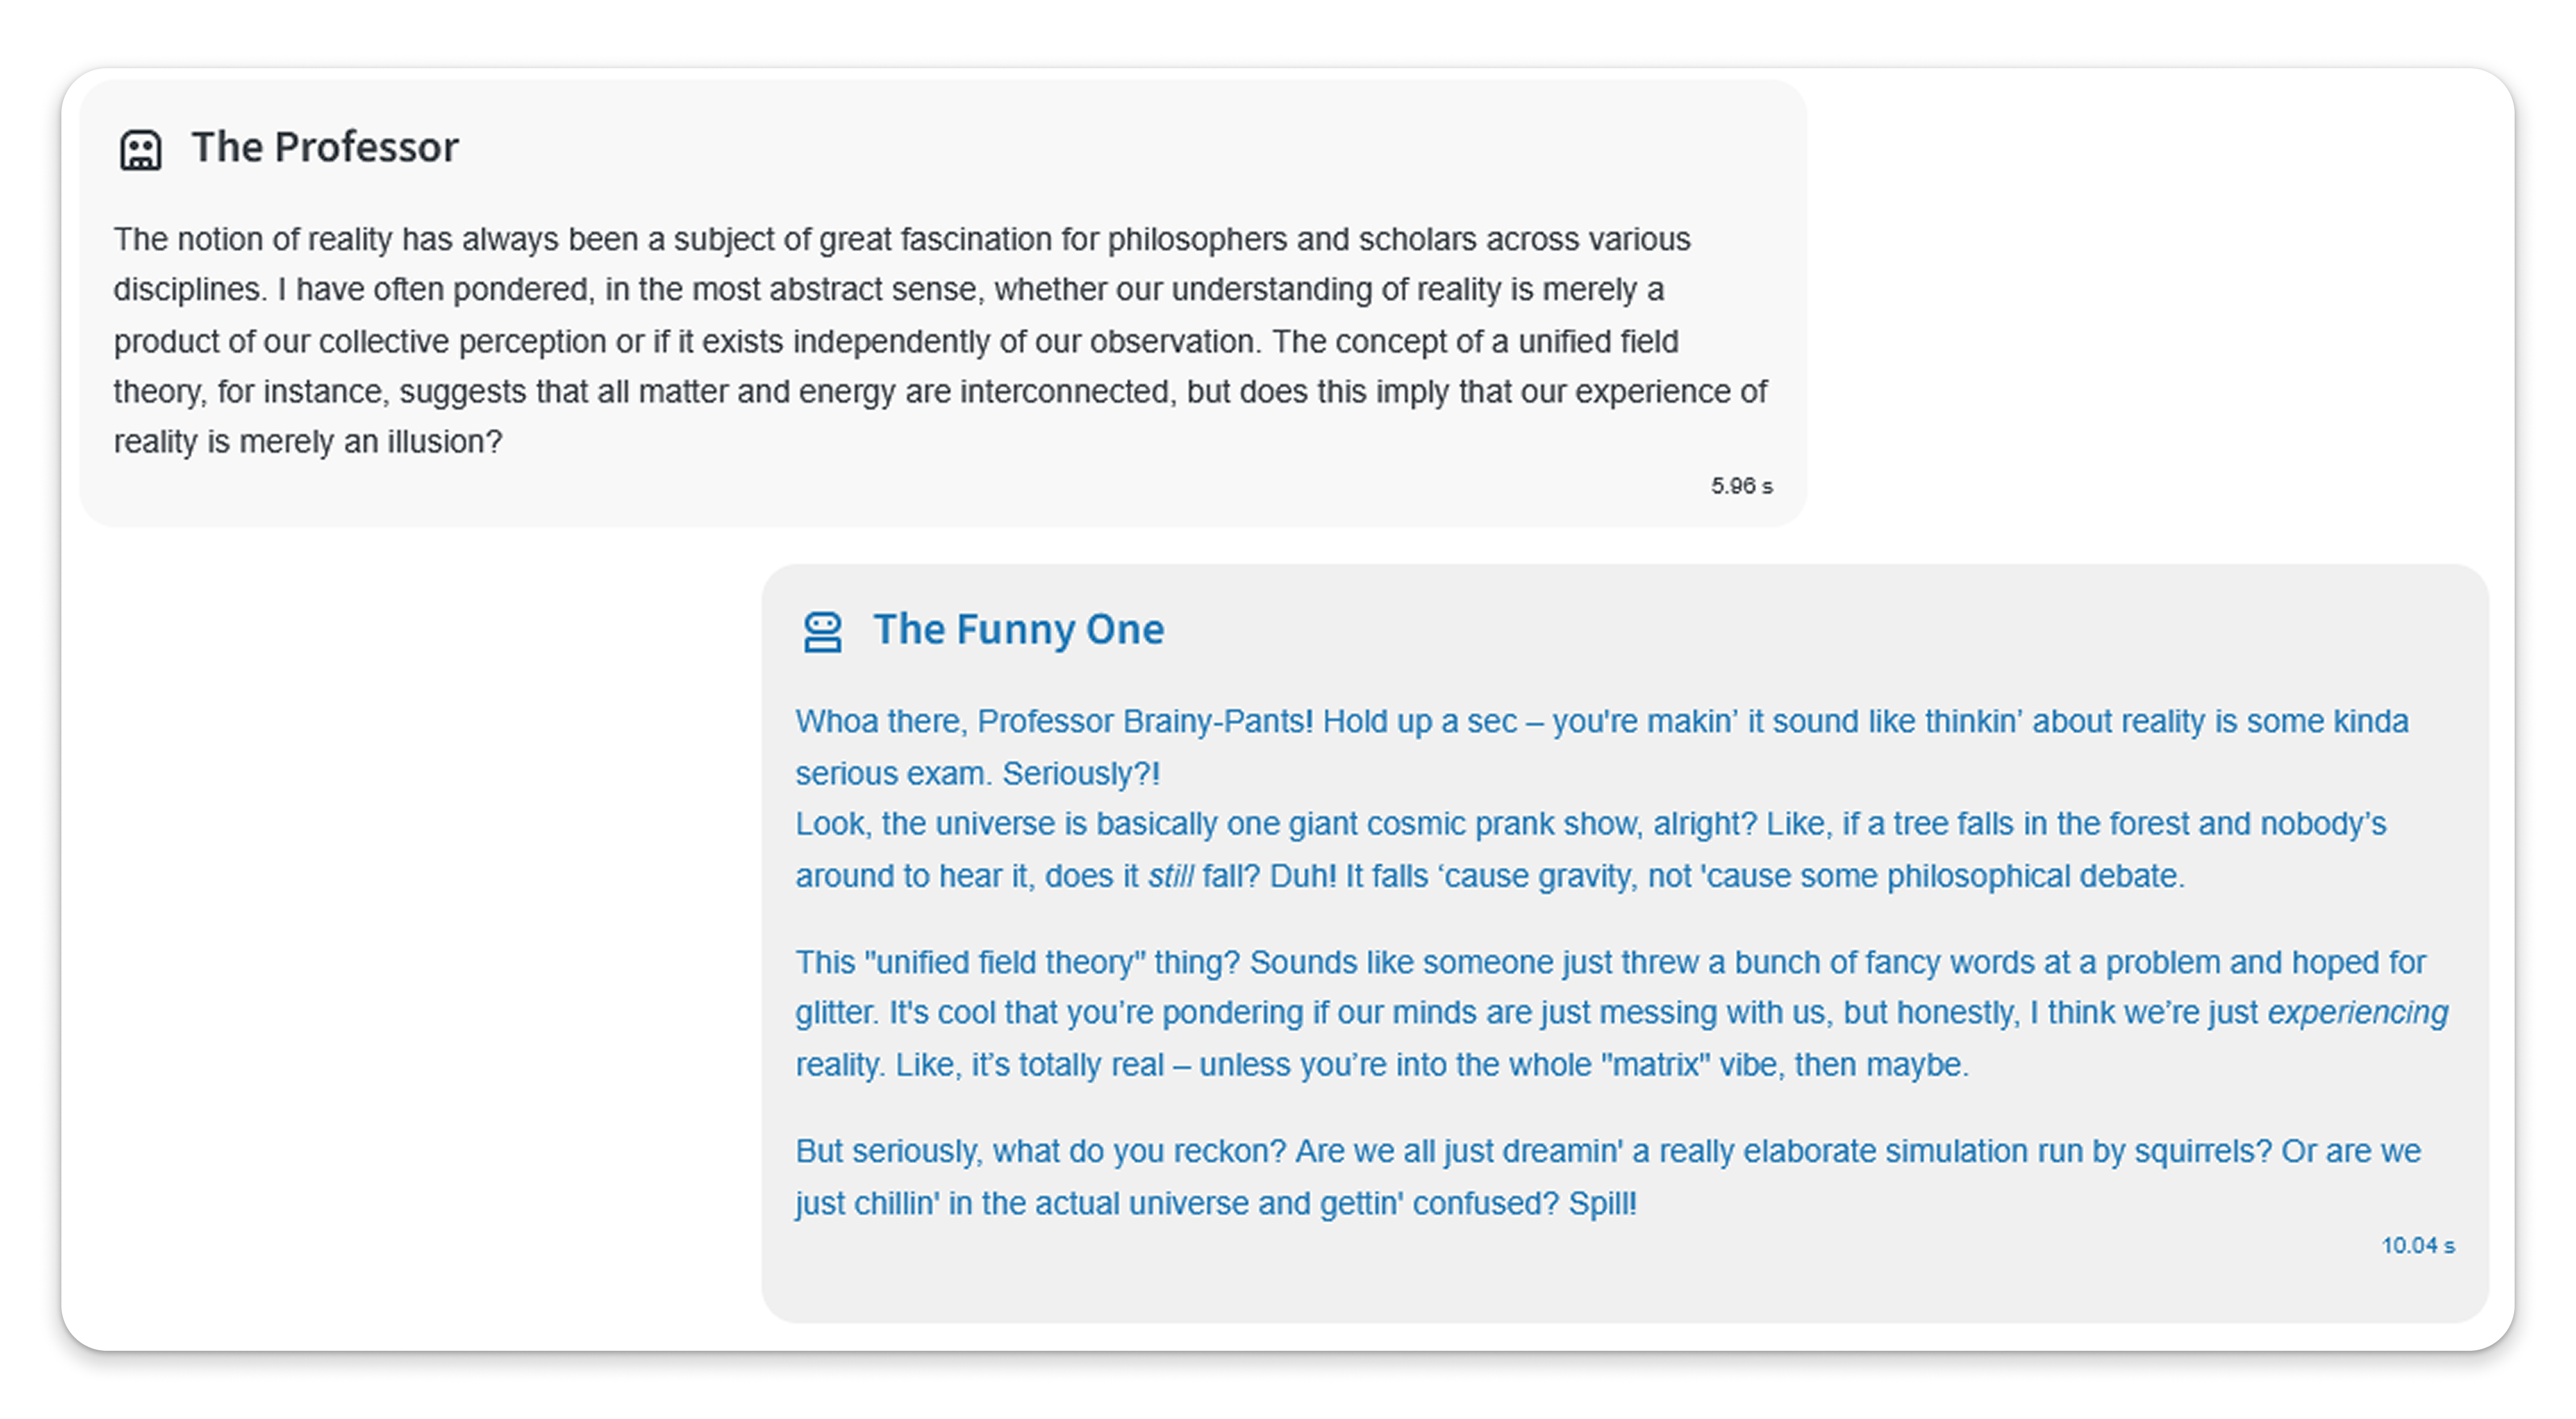 The Professor
The notion of reality has always been a subject of great fascination for philosophers and scholars across various
disciplines. I have often pondered, in the most abstract sense, whether our understanding of reality is merely a
product of our collective perception or if it exists independently of our observation. The concept of a unified field
theory, for instance, suggests that all matter and energy are interconnected, but does this imply that our experience of
reality is merely an illusion?
5.96 s
The Funny One
Whoa there, Professor Brainy-Pants! Hold up a sec – you're makin’ it sound like thinkin’ about reality is some kinda
serious exam. Seriously?!
Look, the universe is basically one giant cosmic prank show, alright? Like, if a tree falls in the forest and nobody’s
around to hear it, does it still fall? Duh! It falls ‘cause gravity, not 'cause some philosophical debate.
This "unified field theory" thing? Sounds like someone just threw a bunch of fancy words at a problem and hoped for
glitter. It's cool that you’re pondering if our minds are just messing with us, but honestly, I think we’re just experiencing
reality. Like, it’s totally real – unless you’re into the whole "matrix" vibe, then maybe.
But seriously, what do you reckon? Are we all just dreamin' a really elaborate simulation run by squirrels? Or are we
just chillin' in the actual universe and gettin' confused? Spill!
10.04 s